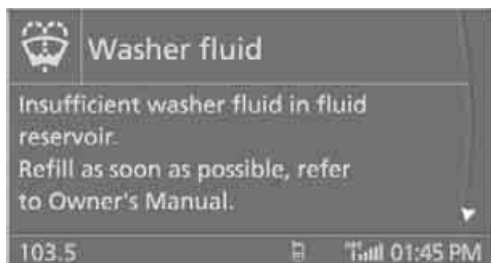 Washer fluid
Insufficient washer fluid in fluid
reservoir.
Refill as soon as possible, refer
to Owner's Manual.
103.5 01:45 PM